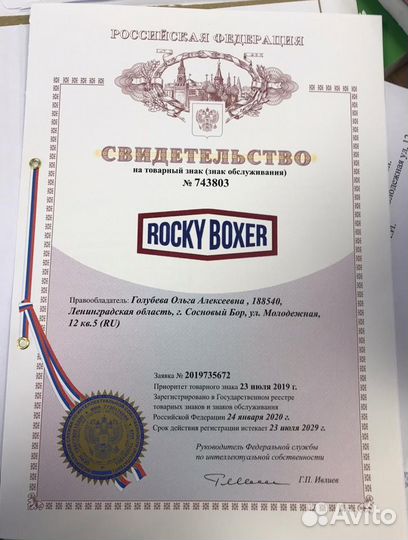 РОССИЙСКАЯ ФЕДЕРАЦИЯ
СВИДЕТЕЛЬСТВО
на товарный знак (знак обслуживания)
№ 743803
ROCKY BOXER
Правообладатель: Голубева Ольга Алексеевна , 188540,
Ленинградская область, г. Сосновый Бор, ул. Молодежная,
12 кв.5 (RU)
Заявка № 2019735672
Приоритет товарного знака 23 июля 2019 г.
Зарегистрировано в Государственном реестре
товарных знаков и знаков обслуживания
Российской Федерации 24 января 2020 г.
Срок действия регистрации истекает 23 июля 2029 г.
Руководитель Федеральной службы
по интеллектуальной собственности
Г.П. Ивлиев
Avito